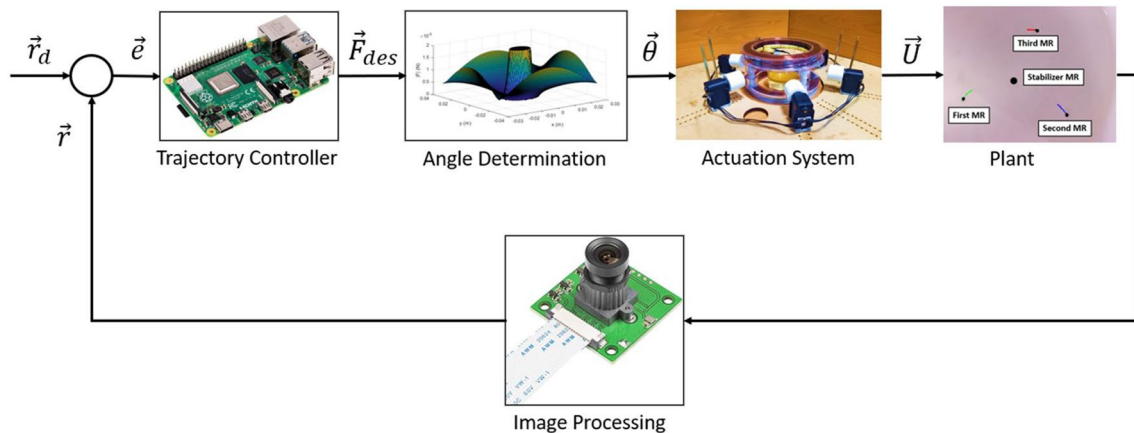 r⃗_d
e⃗
F⃗_des
θ⃗
U⃗
r⃗
Third MR
Stabilizer MR
First MR
Second MR
|F| (N)
y (m)
x (m)
Trajectory Controller
Angle Determination
Actuation System
Plant
Image Processing